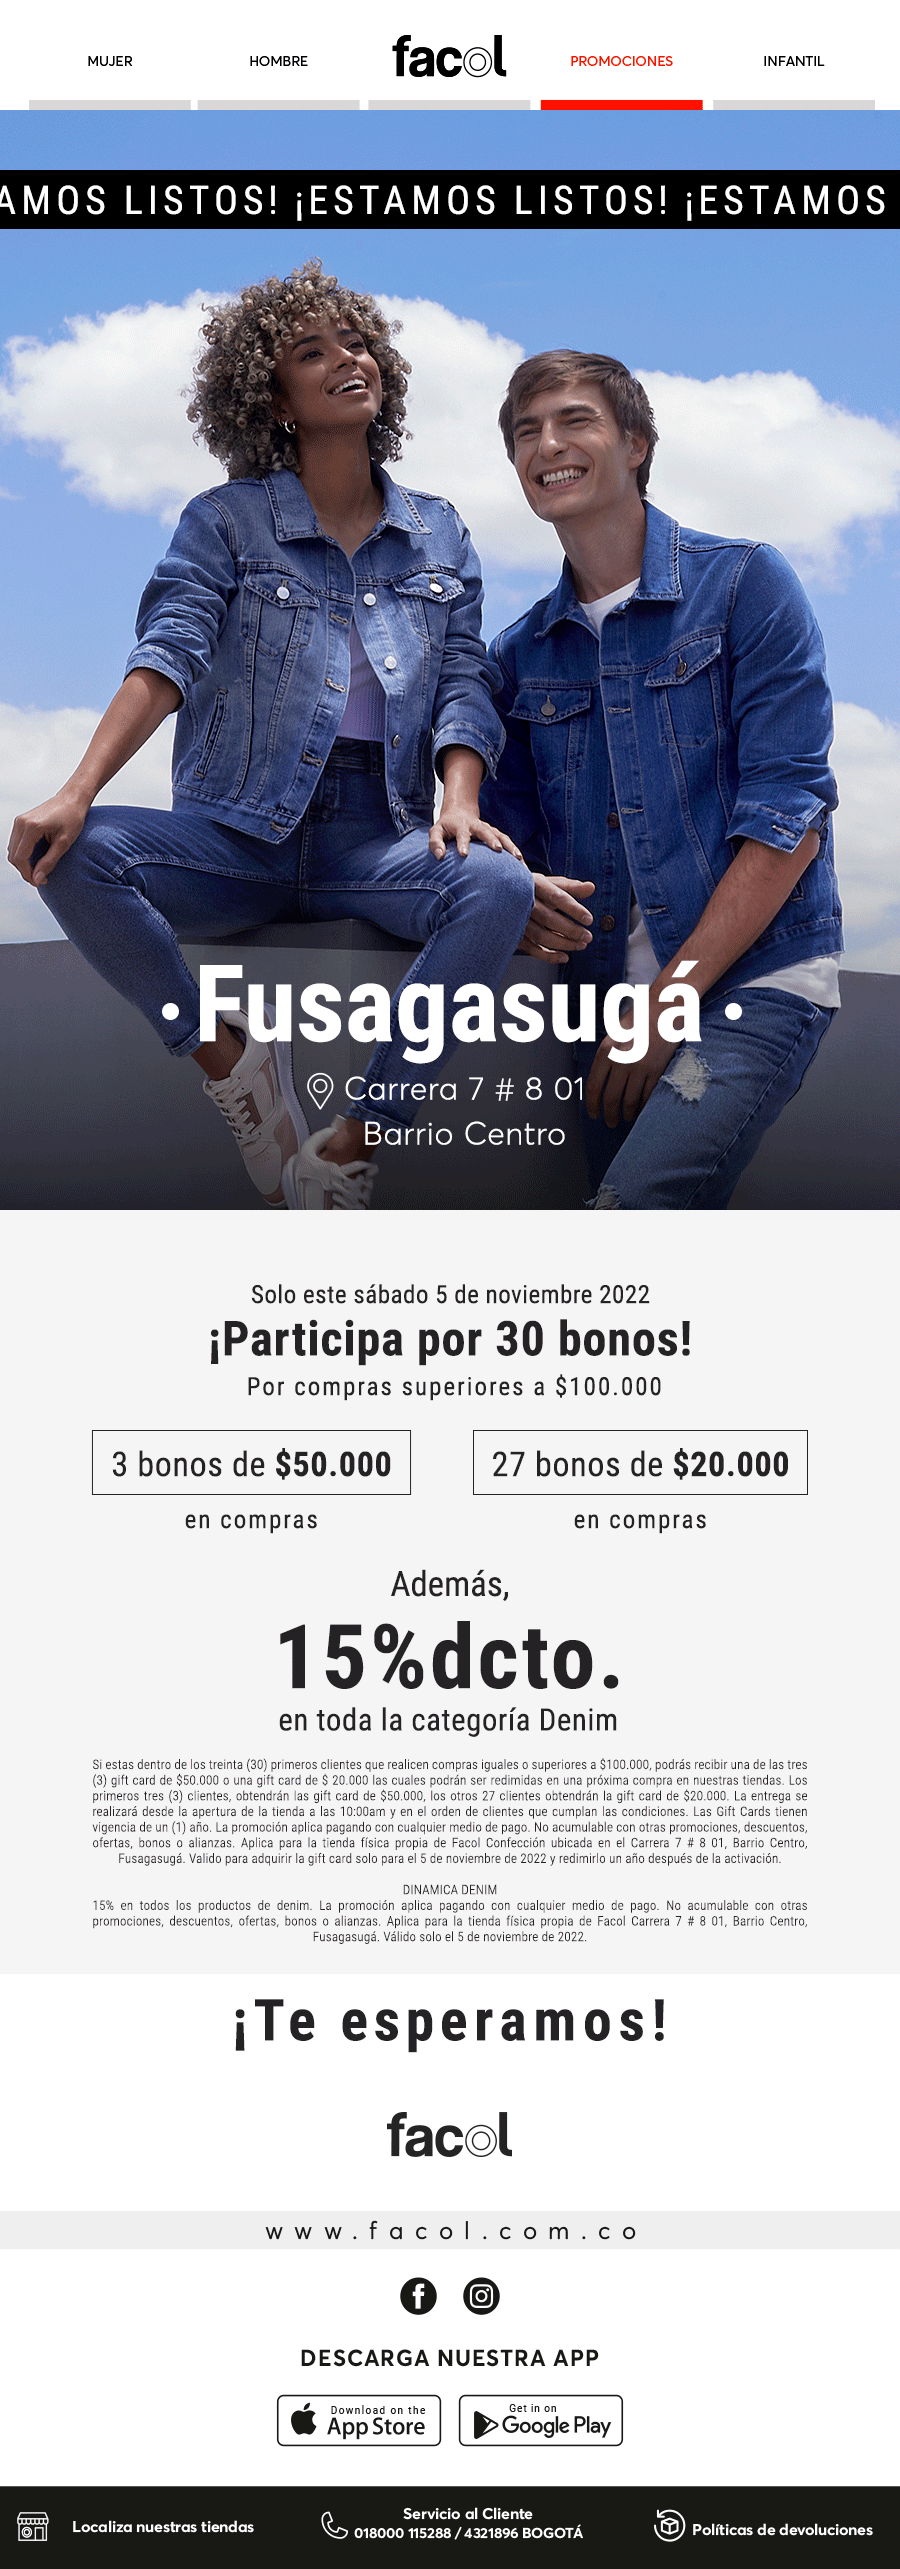 MUJER
HOMBRE
facol
PROMOCIONES
INFANTIL
AMOS LISTOS! ¡ESTAMOS LISTOS! ¡ESTAMOS
• Fusagasugá •
Carrera 7 # 8 01
Barrio Centro
Solo este sábado 5 de noviembre 2022
¡Participa por 30 bonos!
Por compras superiores a $100.000
3 bonos de $50.000
en compras
27 bonos de $20.000
en compras
Además,
15%dcto.
en toda la categoría Denim
Si estas dentro de los treinta (30) primeros clientes que realicen compras iguales o superiores a $100.000, podrás recibir una de las tres
(3) gift card de $50.000 o una gift card de $ 20.000 las cuales podrán ser redimidas en una próxima compra en nuestras tiendas. Los
primeros tres (3) clientes, obtendrán las gift card de $50.000, los otros 27 clientes obtendrán la gift card de $20.000. La entrega se
realizará desde la apertura de la tienda a las 10:00am y en el orden de clientes que cumplan las condiciones. Las Gift Cards tienen
vigencia de un (1) año. La promoción aplica pagando con cualquier medio de pago. No acumulable con otras promociones, descuentos,
ofertas, bonos o alianzas. Aplica para la tienda física propia de Facol Confección ubicada en el Carrera 7 # 8 01, Barrio Centro,
Fusagasugá. Valido para adquirir la gift card solo para el 5 de noviembre de 2022 y redimirlo un año después de la activación.
DINAMICA DENIM
15% en todos los productos de denim. La promoción aplica pagando con cualquier medio de pago. No acumulable con otras
promociones, descuentos, ofertas, bonos o alianzas. Aplica para la tienda física propia de Facol Carrera 7 # 8 01, Barrio Centro,
Fusagasugá. Válido solo el 5 de noviembre de 2022.
¡Te esperamos!
facol
www.facol.com.co
DESCARGA NUESTRA APP
Download on the
App Store
Get in on
Google Play
Localiza nuestras tiendas
Servicio al Cliente
018000 115288 / 4321896 BOGOTÁ
Políticas de devoluciones